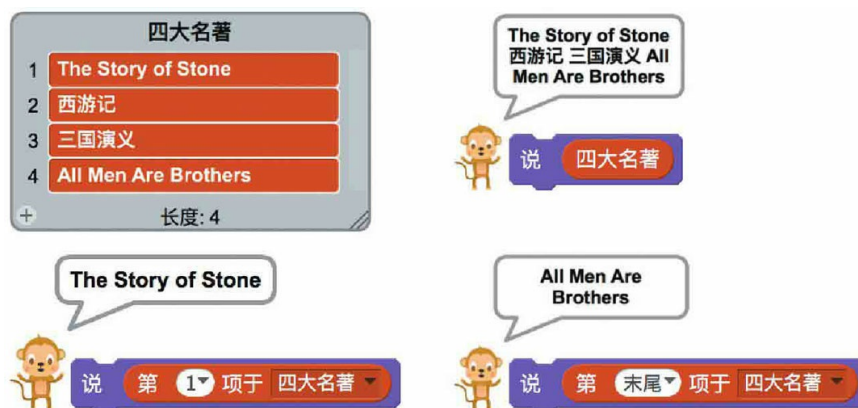 四大名著
1 The Story of Stone
2 西游记
3 三国演义
4 All Men Are Brothers
+ 长度: 4
The Story of Stone
西游记 三国演义 All
Men Are Brothers
说 四大名著
The Story of Stone
说 第 1 项于 四大名著
All Men Are
Brothers
说 第 末尾 项于 四大名著